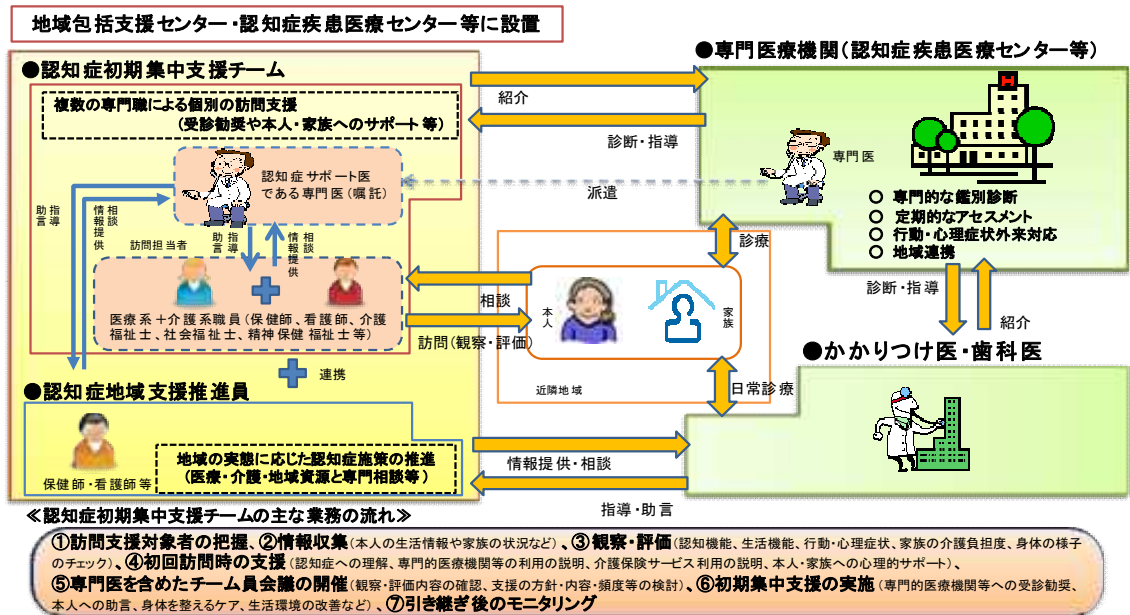 地域包括支援センター・認知症疾患医療センター等に設置
●認知症初期集中支援チーム
複数の専門職による個別の訪問支援
(受診勧奨や本人・家族へのサポート等)
認知症サポート医
である専門医(嘱託)
指導
助言
相談
情報提供
訪問担当者
指導
助言
相談
情報提供
医療系+介護系職員(保健師、看護師、介護
福祉士、社会福祉士、精神保健福祉士等)
連携
●認知症地域支援推進員
地域の実態に応じた認知症施策の推進
(医療・介護・地域資源と専門相談等)
保健師・看護師等
紹介
診断・指導
派遣
相談
訪問(観察・評価)
本人
家族
近隣地域
診療
日常診療
情報提供・相談
指導・助言
●専門医療機関(認知症疾患医療センター等)
H
専門医
○ 専門的な鑑別診断
○ 定期的なアセスメント
○ 行動・心理症状外来対応
○ 地域連携
診断・指導
紹介
●かかりつけ医・歯科医
≪認知症初期集中支援チームの主な業務の流れ≫
①訪問支援対象者の把握、②情報収集(本人の生活情報や家族の状況など)、③観察・評価(認知機能、生活機能、行動・心理症状、家族の介護負担度、身体の様子
のチェック)、④初回訪問時の支援(認知症への理解、専門的医療機関等の利用の説明、介護保険サービス利用の説明、本人・家族への心理的サポート)、
⑤専門医を含めたチーム員会議の開催(観察・評価内容の確認、支援の方針・内容・頻度等の検討)、⑥初期集中支援の実施(専門的医療機関等への受診勧奨、
本人への助言、身体を整えるケア、生活環境の改善など)、⑦引き継ぎ後のモニタリング